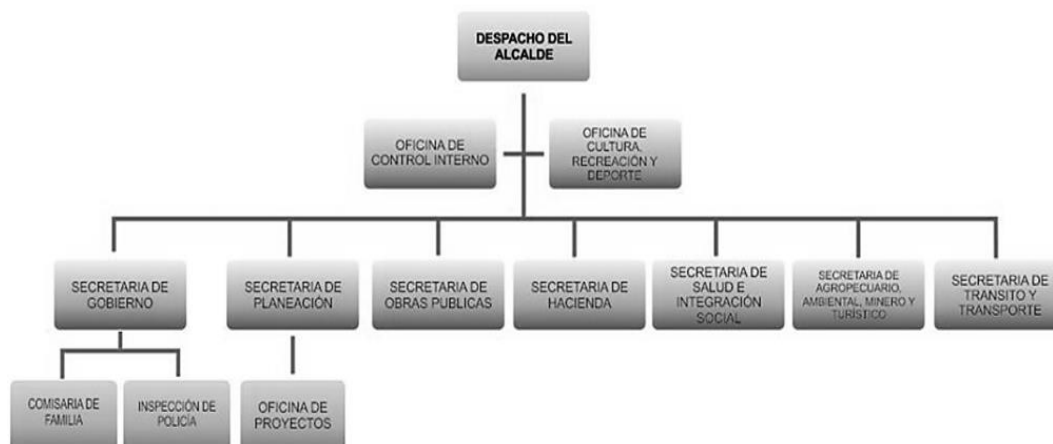 DESPACHO DEL
ALCALDE
OFICINA DE
CONTROL INTERNO
OFICINA DE
CULTURA,
RECREACIÓN Y
DEPORTE
SECRETARIA DE
GOBIERNO
SECRETARIA DE
PLANEACIÓN
SECRETARIA DE
OBRAS PUBLICAS
SECRETARIA DE
HACIENDA
SECRETARIA DE
SALUD E
INTEGRACIÓN
SOCIAL
SECRETARIA DE
AGROPECUARIO,
AMBIENTAL, MINERO Y
TURÍSTICO
SECRETARIA DE
TRANSITO Y
TRANSPORTE
COMISARIA DE
FAMILIA
INSPECCIÓN DE
POLICÍA
OFICINA DE
PROYECTOS